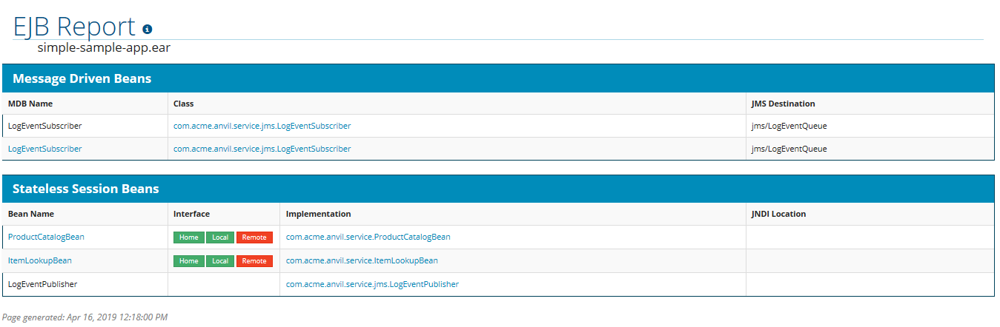 EJB Report
simple-sample-app.ear
Message Driven Beans
MDB Name Class JMS Destination
LogEventSubscriber com.acme.anvil.service.jms.LogEventSubscriber jms/LogEventQueue
LogEventSubscriber com.acme.anvil.service.jms.LogEventSubscriber jms/LogEventQueue
Stateless Session Beans
Bean Name Interface Implementation JNDI Location
ProductCatalogBean Home Local Remote com.acme.anvil.service.ProductCatalogBean
ItemLookupBean Home Local Remote com.acme.anvil.service.ItemLookupBean
LogEventPublisher com.acme.anvil.service.jms.LogEventPublisher
Page generated: Apr 16, 2019 12:18:00 PM